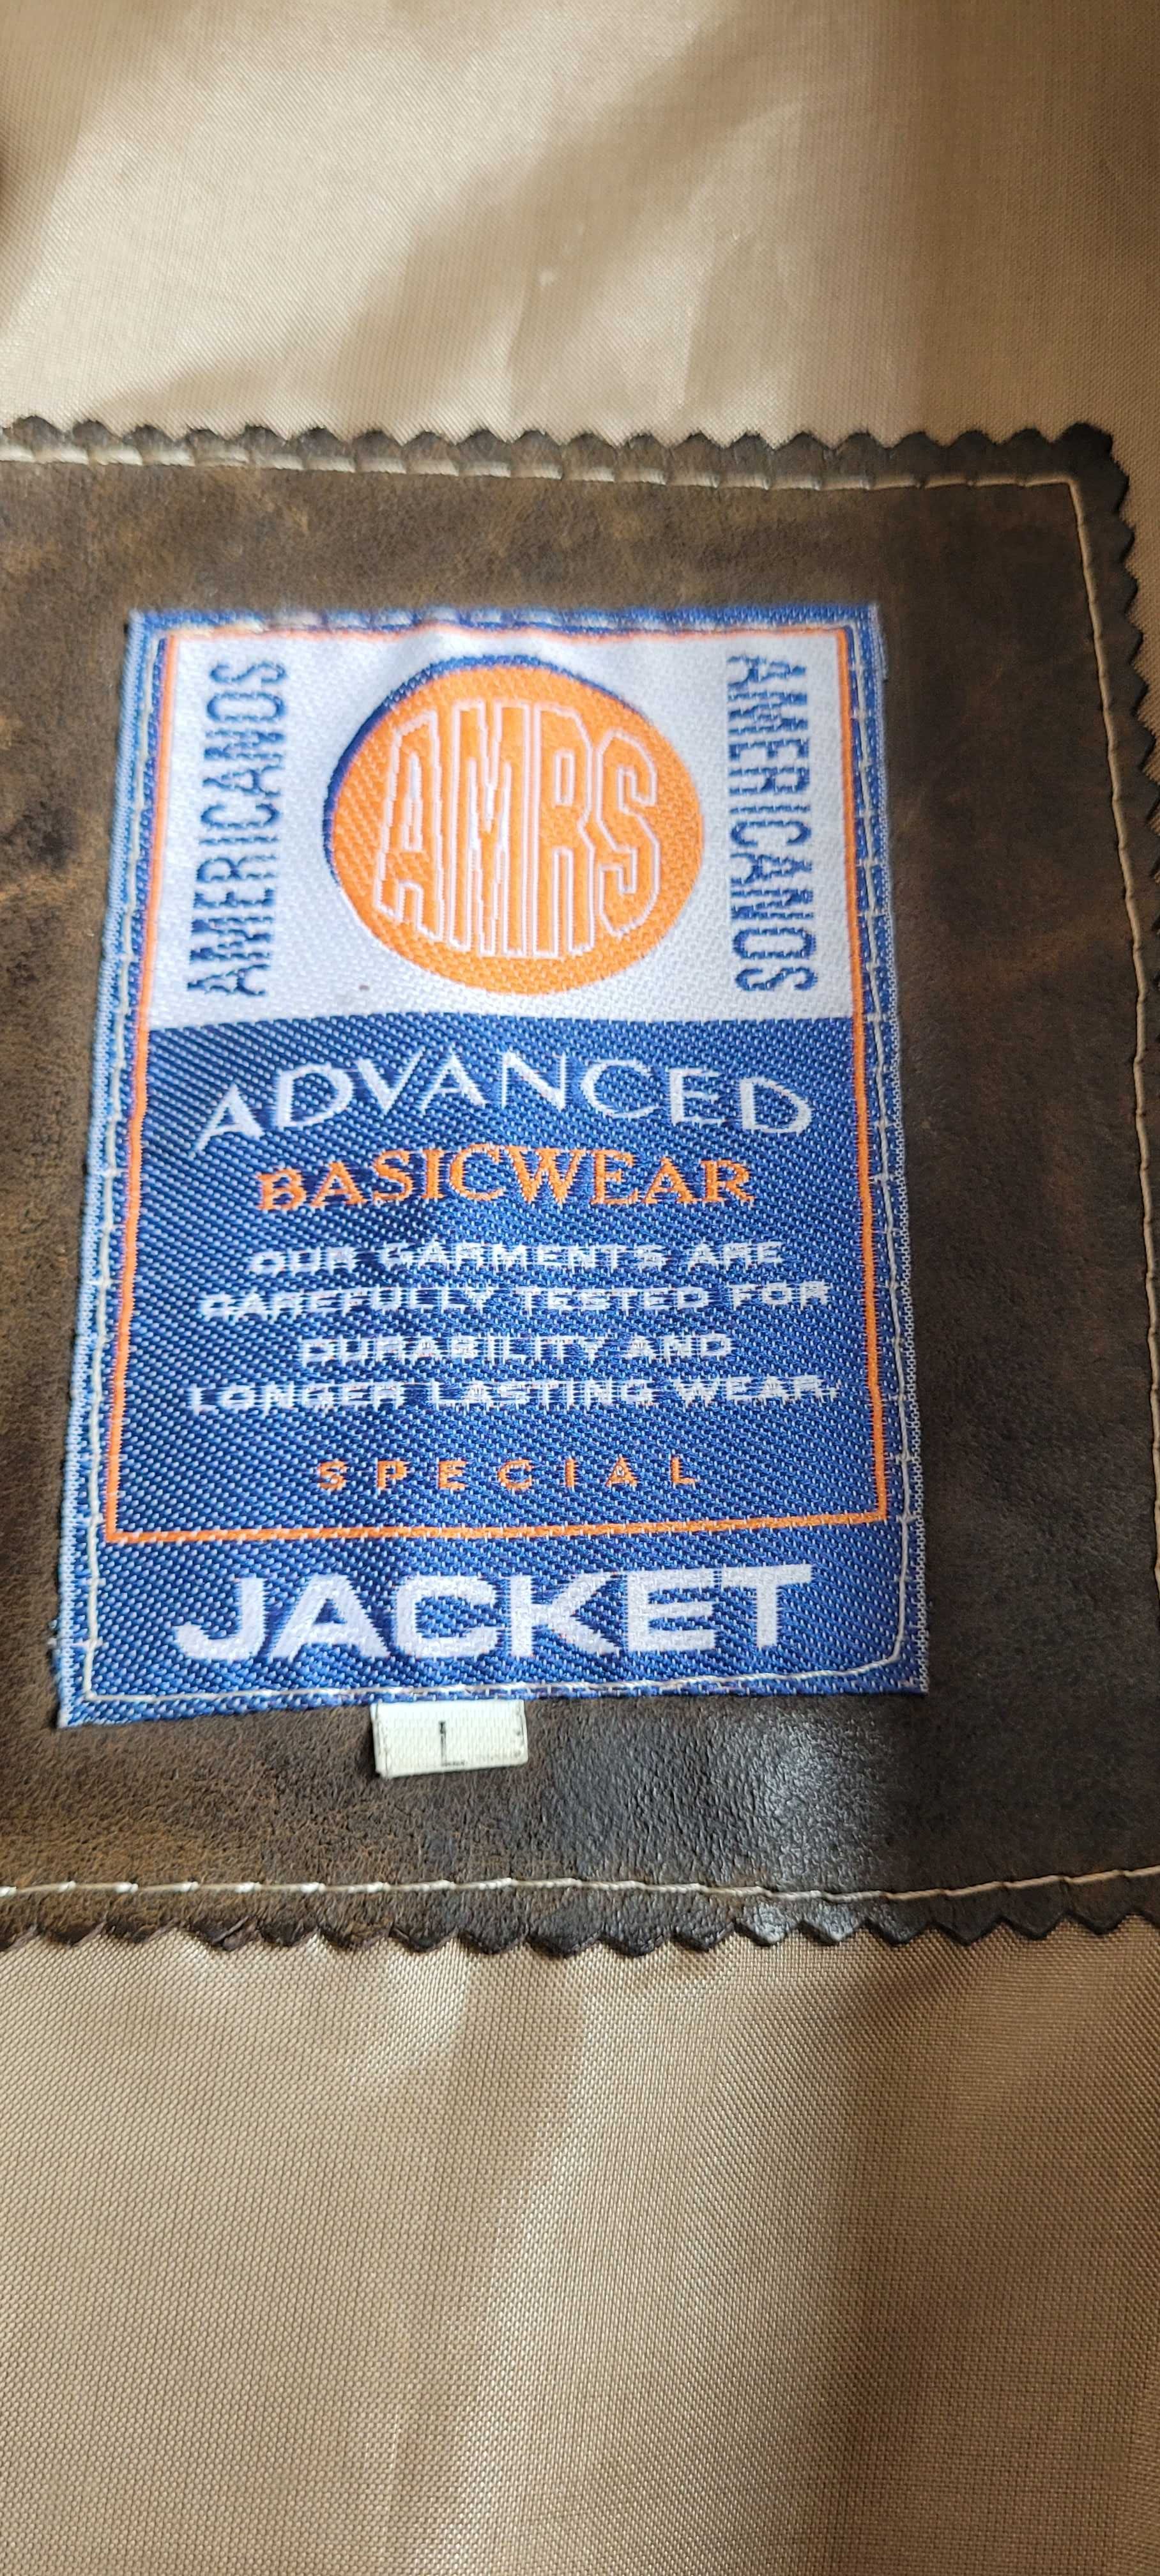 AMERICANOS
AMRS
AMERICANOS
ADVANCED
BASICWEAR
OUR GARMENTS ARE
CAREFULLY TESTED FOR
DURABILITY AND
LONGER LASTING WEAR.
SPECIAL
JACKET
L